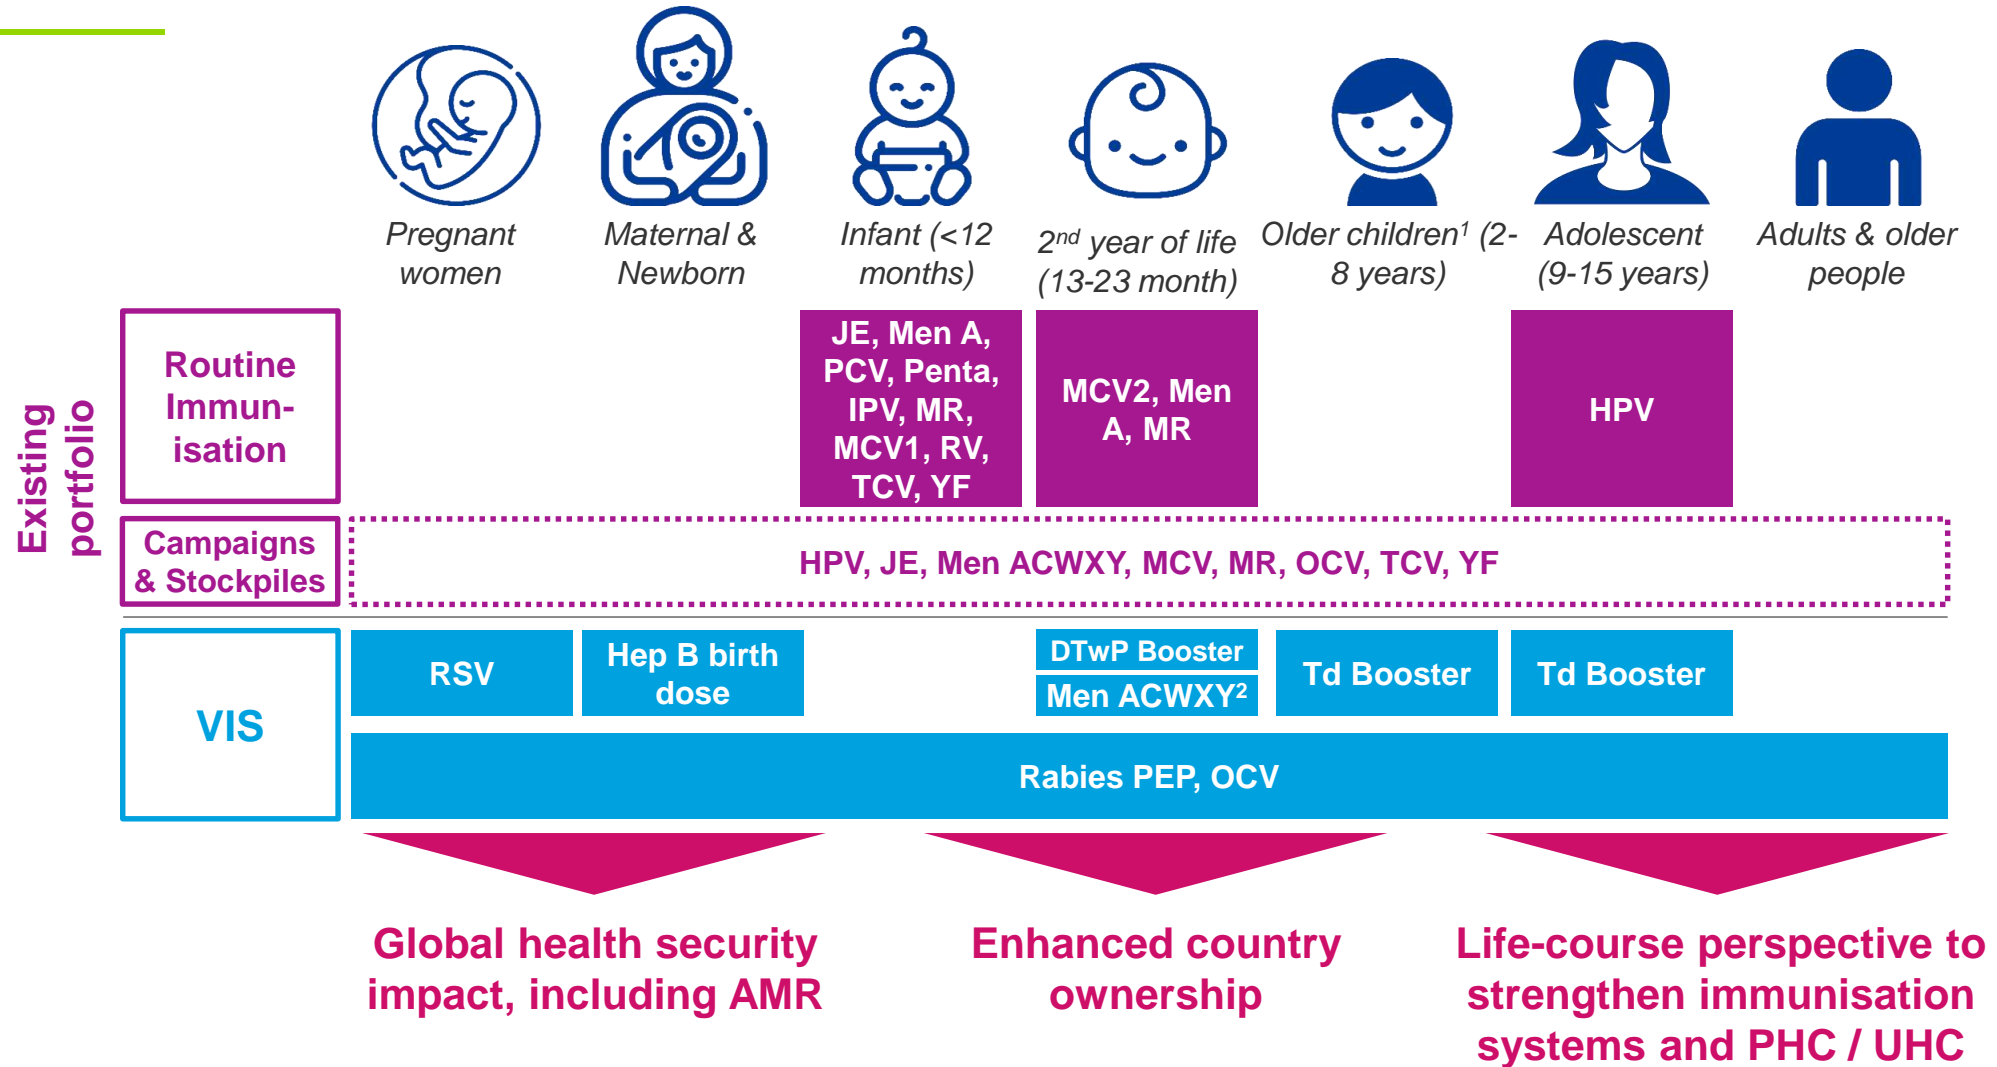 Pregnant
women
Maternal &
Newborn
Infant (<12
months)
2nd year of life
(13-23 month)
Older children1 (2-
8 years)
Adolescent
(9-15 years)
Adults & older
people
Existing
portfolio
Routine
Immun-
isation
JE, Men A,
PCV, Penta,
IPV, MR,
MCV1, RV,
TCV, YF
MCV2, Men
A, MR
HPV
Campaigns
& Stockpiles
HPV, JE, Men ACWXY, MCV, MR, OCV, TCV, YF
VIS
RSV
Hep B birth
dose
DTwP Booster
Men ACWXY2
Td Booster
Td Booster
Rabies PEP, OCV
Global health security
impact, including AMR
Enhanced country
ownership
Life-course perspective to
strengthen immunisation
systems and PHC / UHC